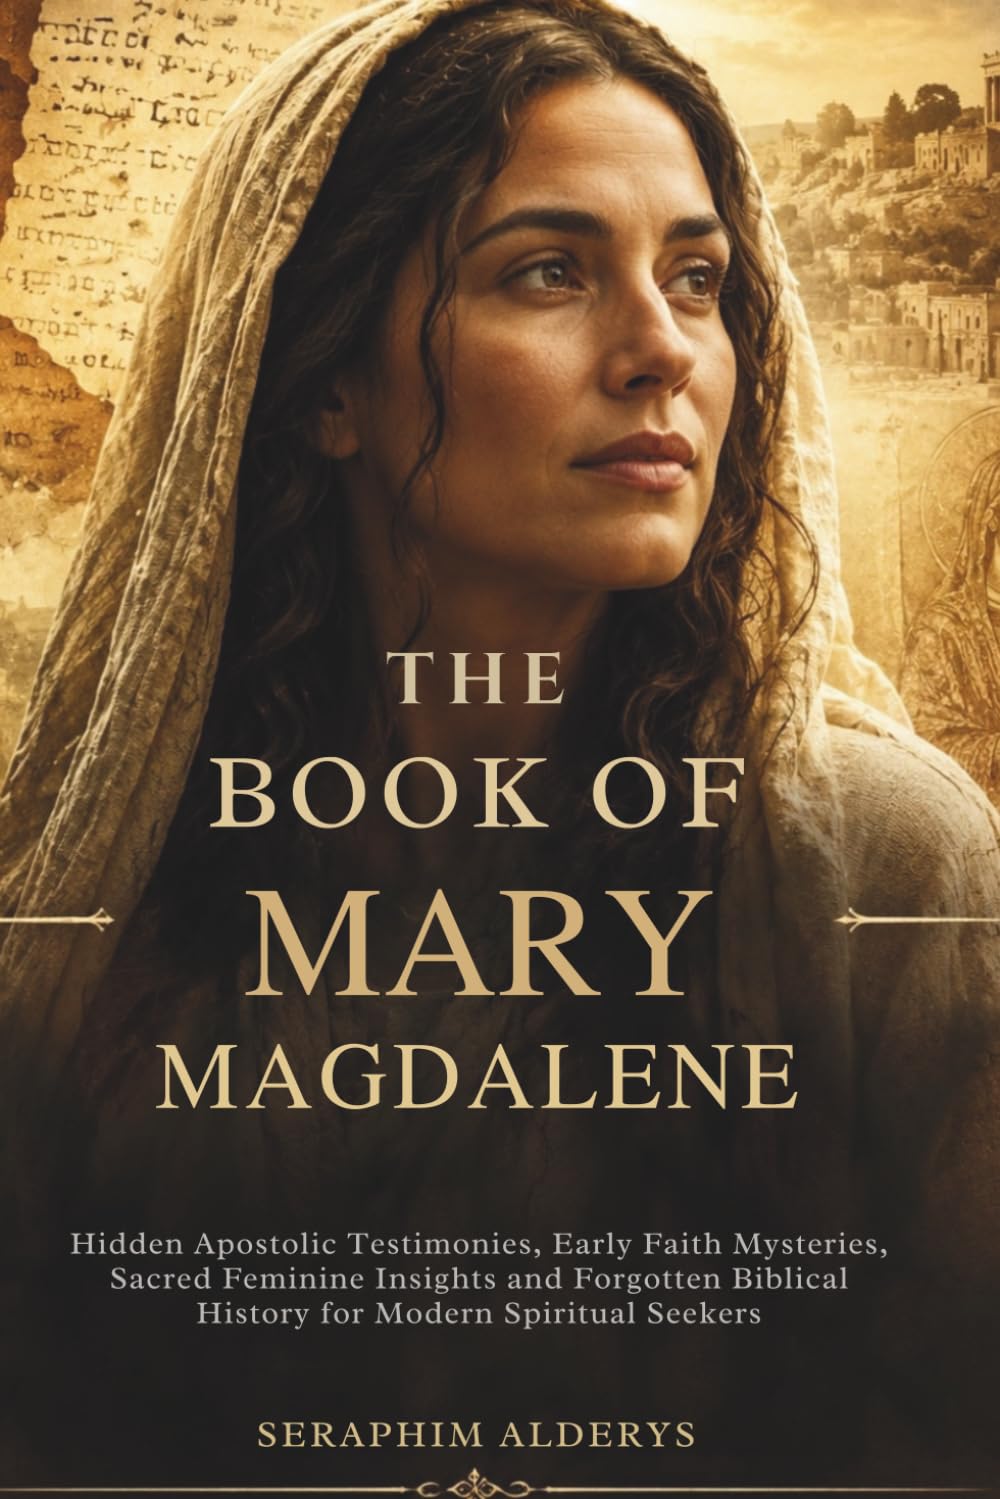 THE
BOOK OF
MARY
MAGDALENE
Hidden Apostolic Testimonies, Early Faith Mysteries,
Sacred Feminine Insights and Forgotten Biblical
History for Modern Spiritual Seekers
SERAPHIM ALDERYS